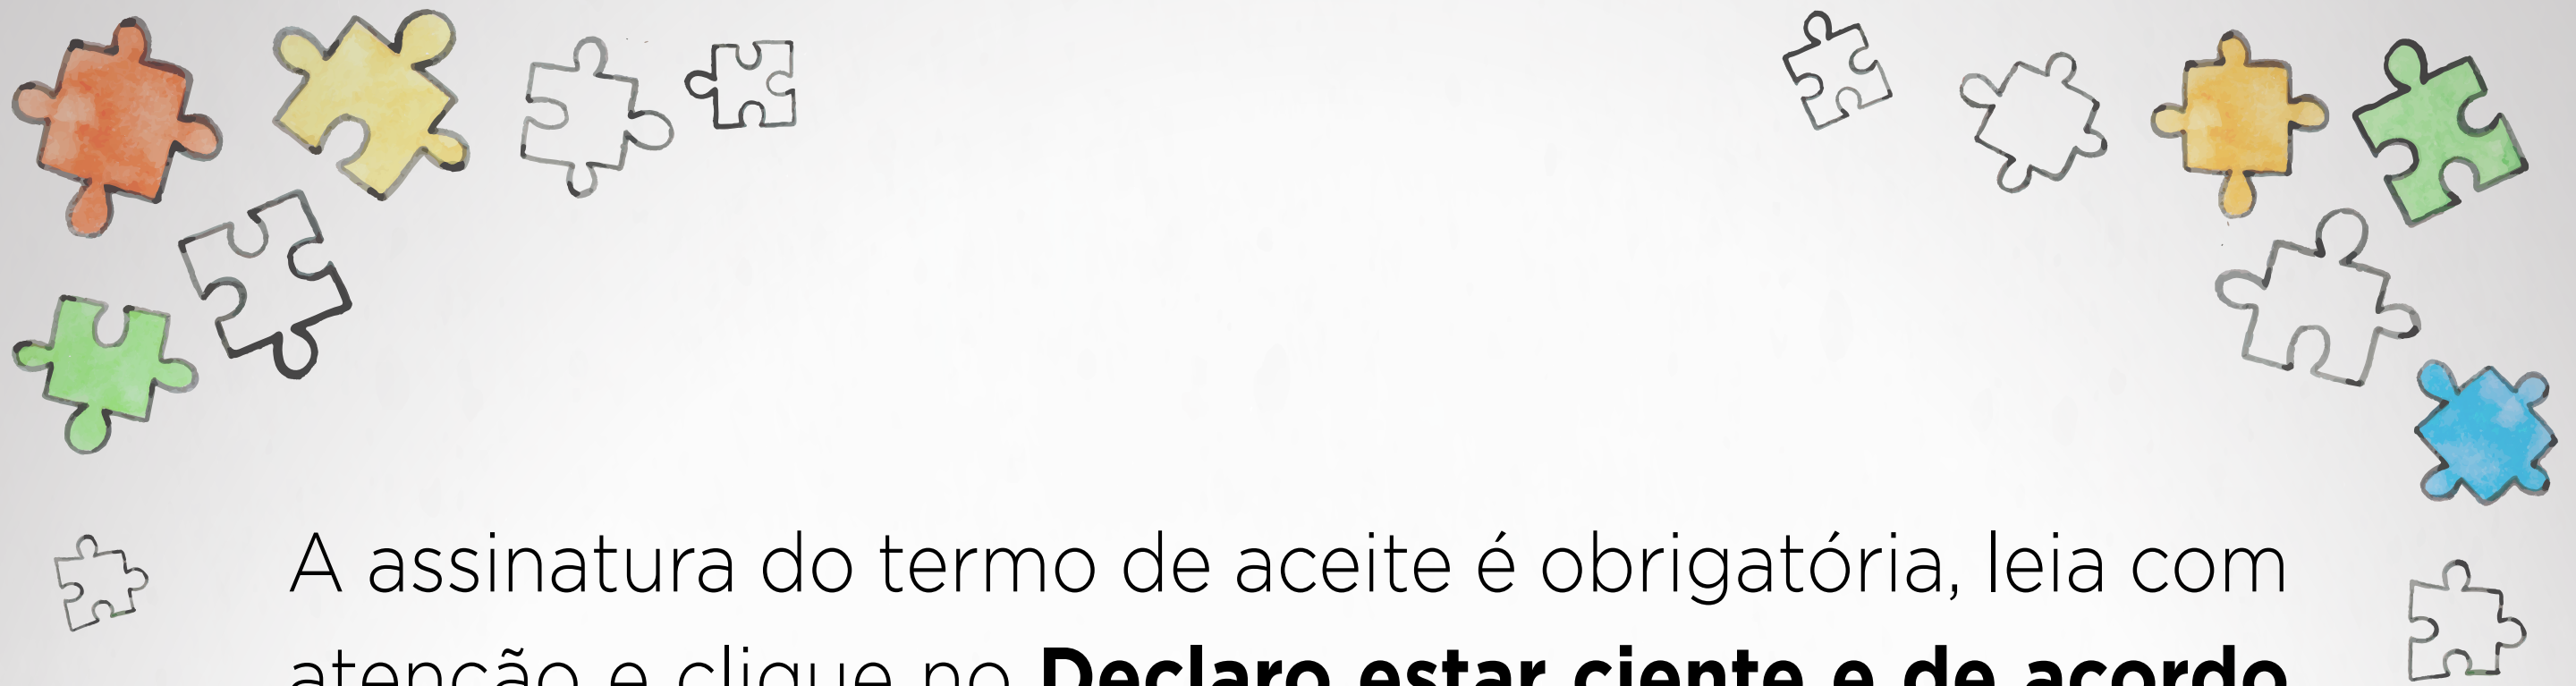 A assinatura do termo de aceite é obrigatória, leia com
atenção e clique no Declaro estar ciente e de acordo